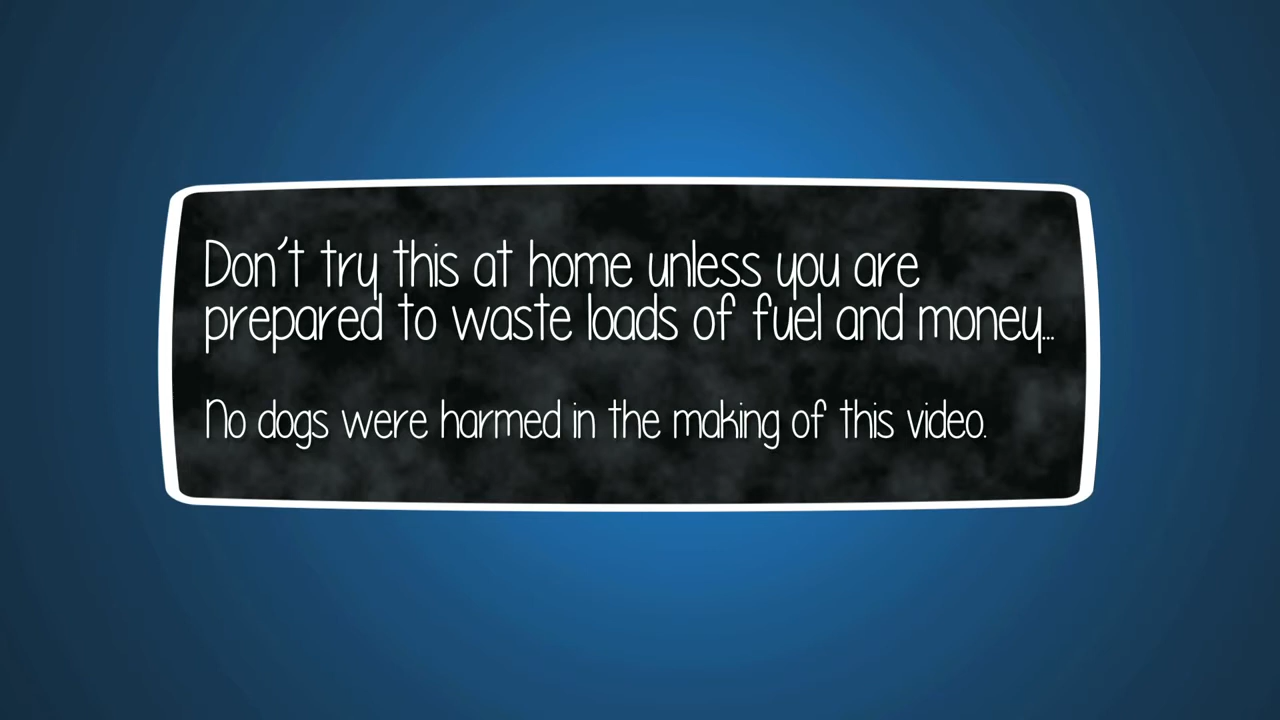 Don't try this at home unless you are
prepared to waste loads of fuel and money...
No dogs were harmed in the making of this video.